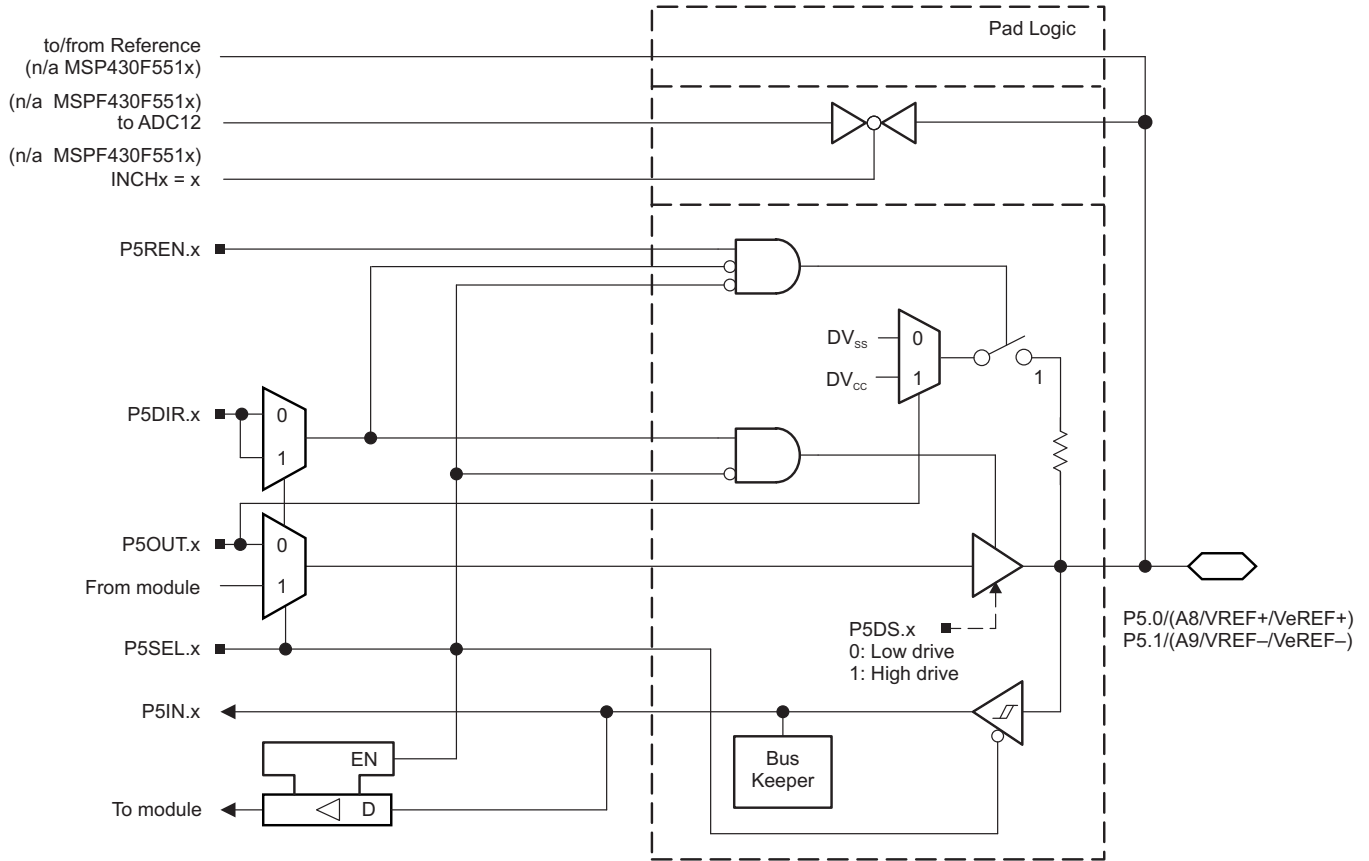 Pad Logic
to/from Reference
(n/a MSP430F551x)
(n/a MSPF430F551x)
to ADC12
(n/a MSPF430F551x)
INCHx = x
P5REN.x
DVSS
0
DVCC
1
1
P5DIR.x
0
1
P5OUT.x
0
From module
1
P5DS.x
0: Low drive
1: High drive
P5.0/(A8/VREF+/VeREF+)
P5.1/(A9/VREF–/VeREF–)
P5SEL.x
P5IN.x
EN
Bus
Keeper
To module
D